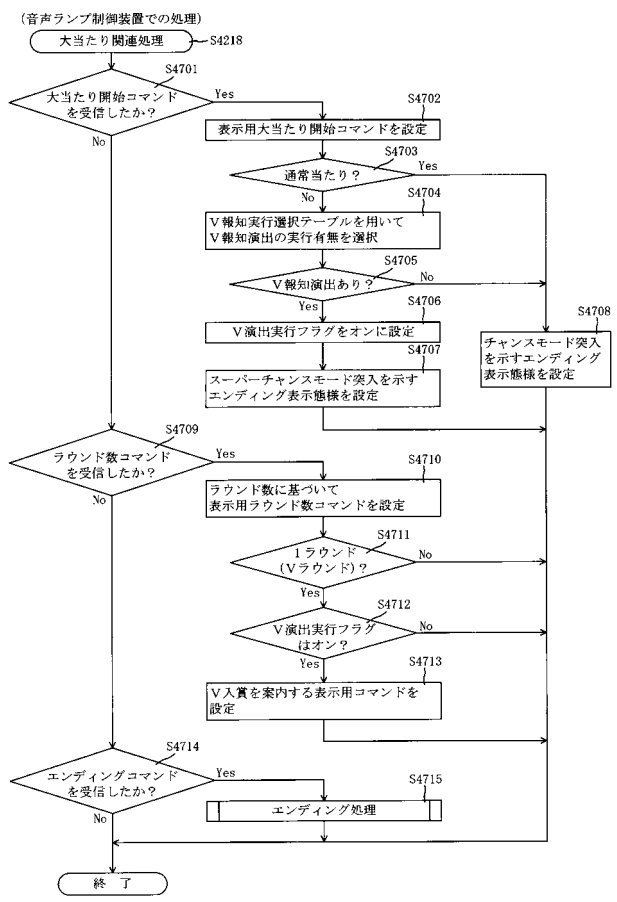 (音声ランプ制御装置での処理)
大当たり関連処理
S4218
S4701
大当たり開始コマンド
を受信したか?
Yes
No
S4702
表示用大当たり開始コマンドを設定
S4703
通常当たり?
Yes
No
S4704
V報知実行選択テーブルを用いて
V報知演出の実行有無を選択
S4705
V報知演出あり?
No
Yes
S4706
V演出実行フラグをオンに設定
S4707
スーパーチャンスモード突入を示す
エンディング表示態様を設定
S4708
チャンスモード突入
を示すエンディング
表示態様を設定
S4709
ラウンド数コマンド
を受信したか?
Yes
No
S4710
ラウンド数に基づいて
表示用ラウンド数コマンドを設定
S4711
1ラウンド
(Vラウンド)?
No
Yes
S4712
V演出実行フラグ
はオン?
No
Yes
S4713
V入賞を案内する表示用コマンドを
設定
S4714
エンディングコマンド
を受信したか?
Yes
No
S4715
エンディング処理
終 了